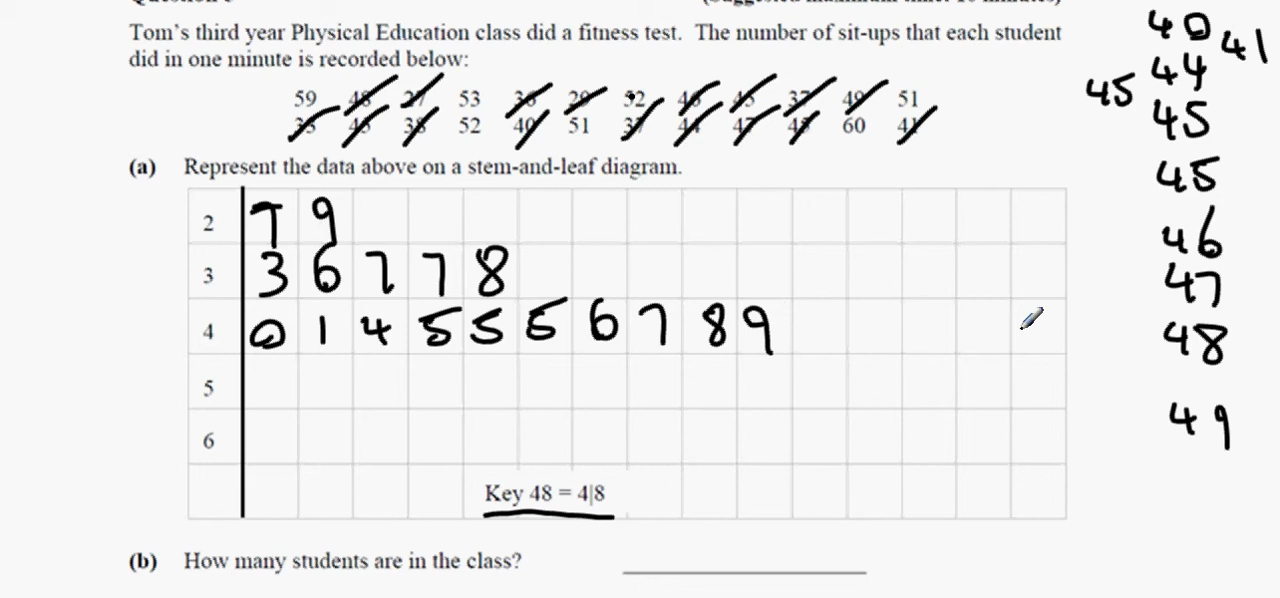 Tom's third year Physical Education class did a fitness test. The number of sit-ups that each student
did in one minute is recorded below:
59 48 27 53 36 29 52 46 45 37 49 51
33 45 38 52 40 51 37 44 47 45 60 41
(a) Represent the data above on a stem-and-leaf diagram.
2 7 9
3 3 6 7 7 8
4 0 1 4 5 5 5 6 7 8 9
5
6
Key 48 = 4|8
(b) How many students are in the class?
40 41
44
45 45
45
46
47
48
49